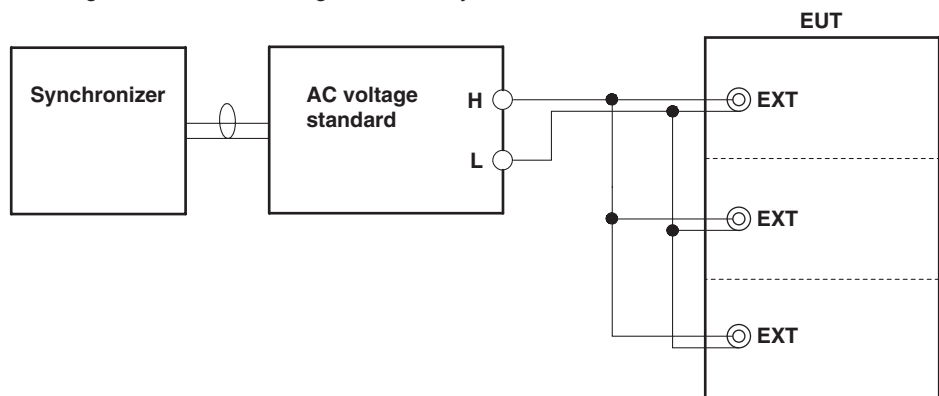 EUT
Synchronizer
AC voltage
standard
H
L
EXT
EXT
EXT